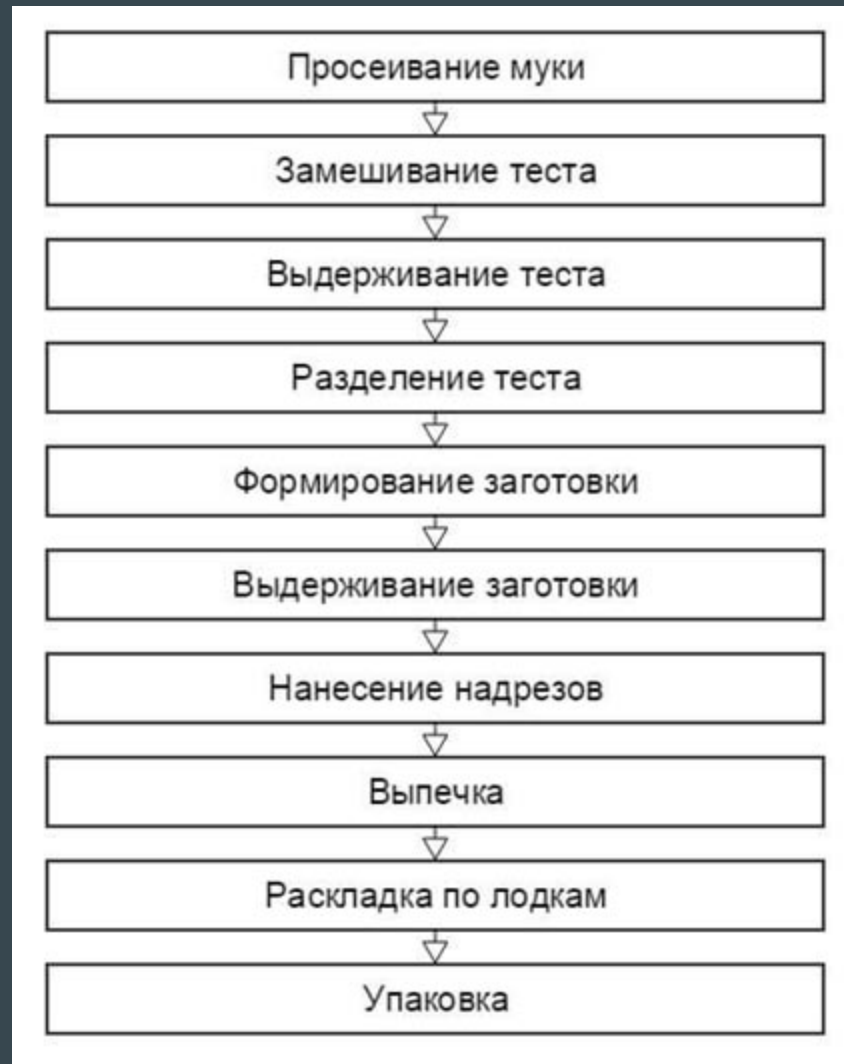 Просеивание муки
Замешивание теста
Выдерживание теста
Разделение теста
Формирование заготовки
Выдерживание заготовки
Нанесение надрезов
Выпечка
Раскладка по лодкам
Упаковка